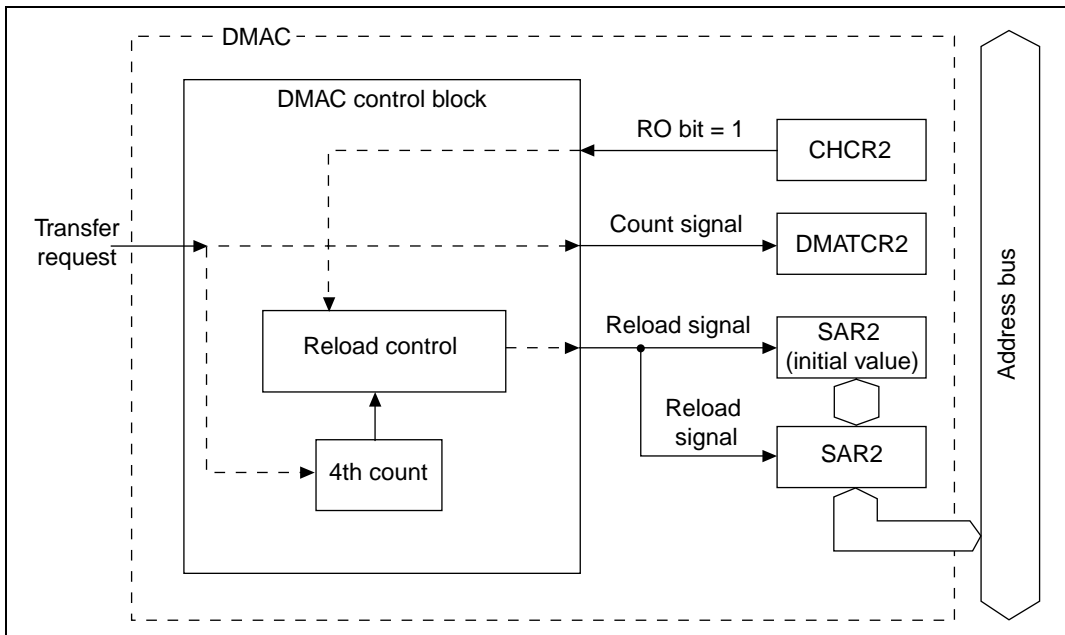 DMAC
DMAC control block
RO bit = 1
CHCR2
Transfer
request
Count signal
DMATCR2
Reload control
Reload signal
SAR2
(initial value)
Reload
signal
4th count
SAR2
Address bus